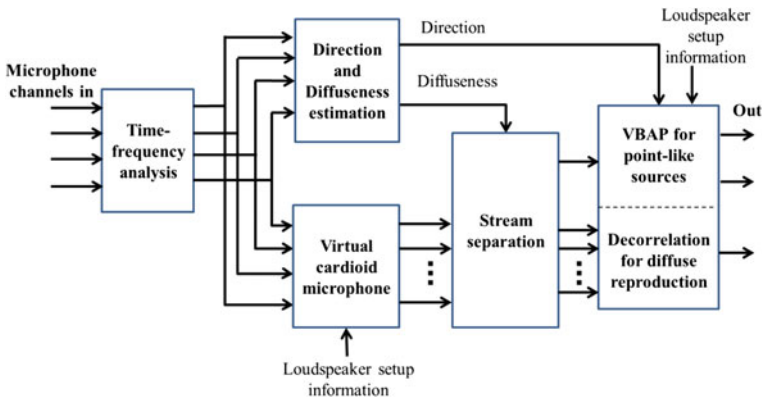 Microphone
channels in
Time-
frequency
analysis
Direction
and
Diffuseness
estimation
Direction
Diffuseness
Loudspeaker
setup
information
Virtual
cardioid
microphone
Loudspeaker setup
information
Stream
separation
VBAP for
point-like
sources
Decorrelation
for diffuse
reproduction
Out